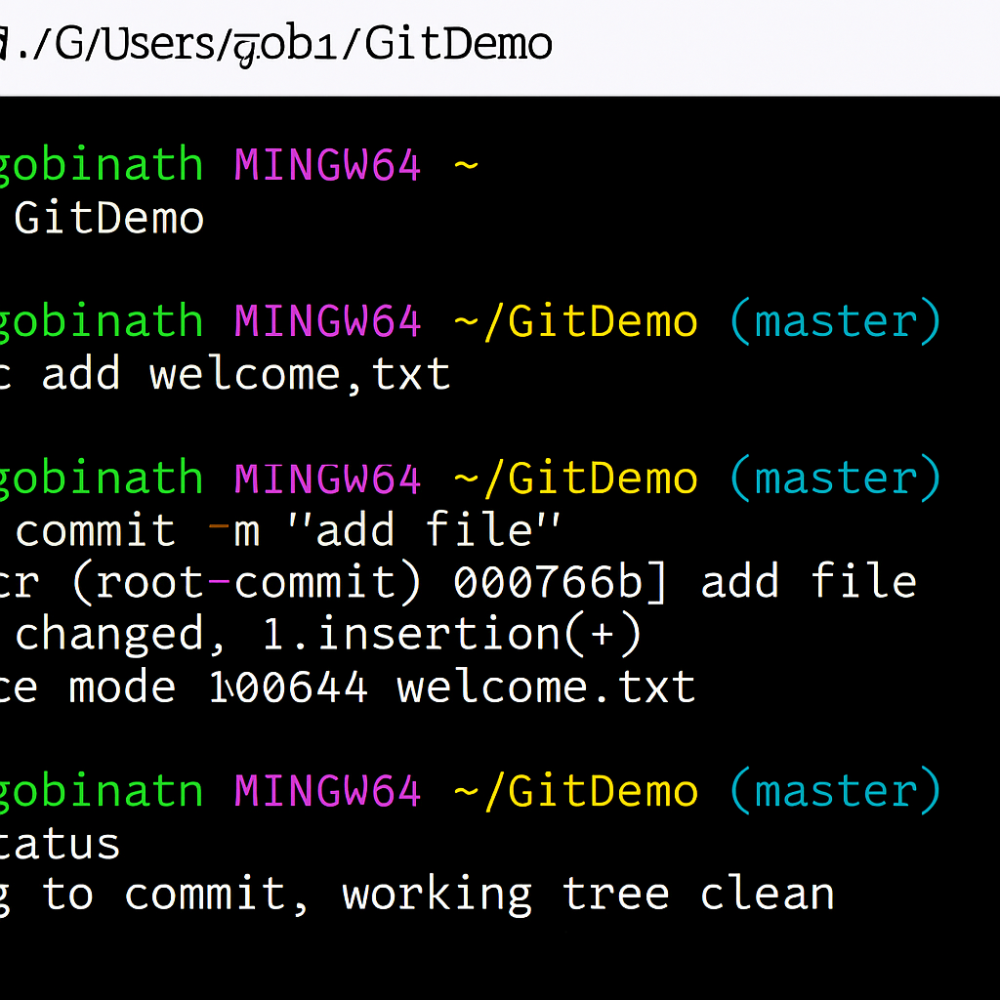 ./G/Users/gob1/GitDemo
gobinath MINGW64 ~
GitDemo
gobinath MINGW64 ~/GitDemo (master)
c add welcome,txt
gobinath MINGW64 ~/GitDemo (master)
commit -m "add file"
cr (root-commit) 000766b] add file
changed, 1.insertion(+)
ce mode 100644 welcome.txt
gobinatn MINGW64 ~/GitDemo (master)
tatus
g to commit, working tree clean